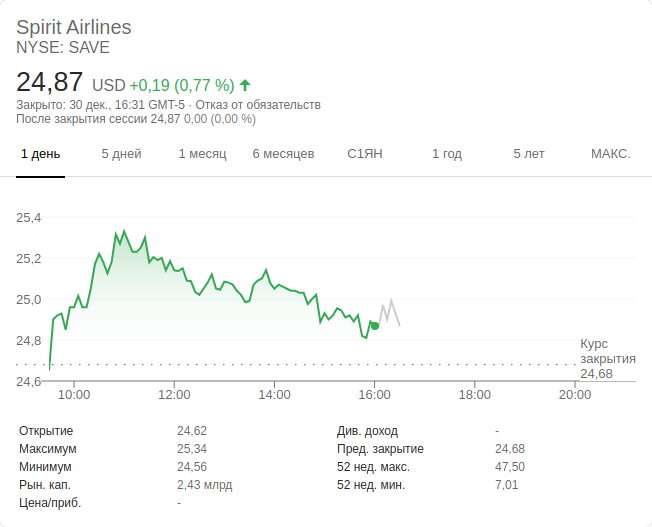 Spirit Airlines
NYSE: SAVE
24,87 USD +0,19 (0,77 %)
Закрыто: 30 дек., 16:31 GMT-5 · Отказ от обязательств
После закрытия сессии 24,87 0,00 (0,00 %)
1 день 5 дней 1 месяц 6 месяцев С1ЯН 1 год 5 лет МАКС.
25,4
25,2
25,0
24,8
24,6
Курс
закрытия
24,68
10:00 12:00 14:00 16:00 18:00 20:00
Открытие 24,62 Див. доход -
Максимум 25,34 Пред. закрытие 24,68
Минимум 24,56 52 нед. макс. 47,50
Рын. кап. 2,43 млрд 52 нед. мин. 7,01
Цена/приб. -